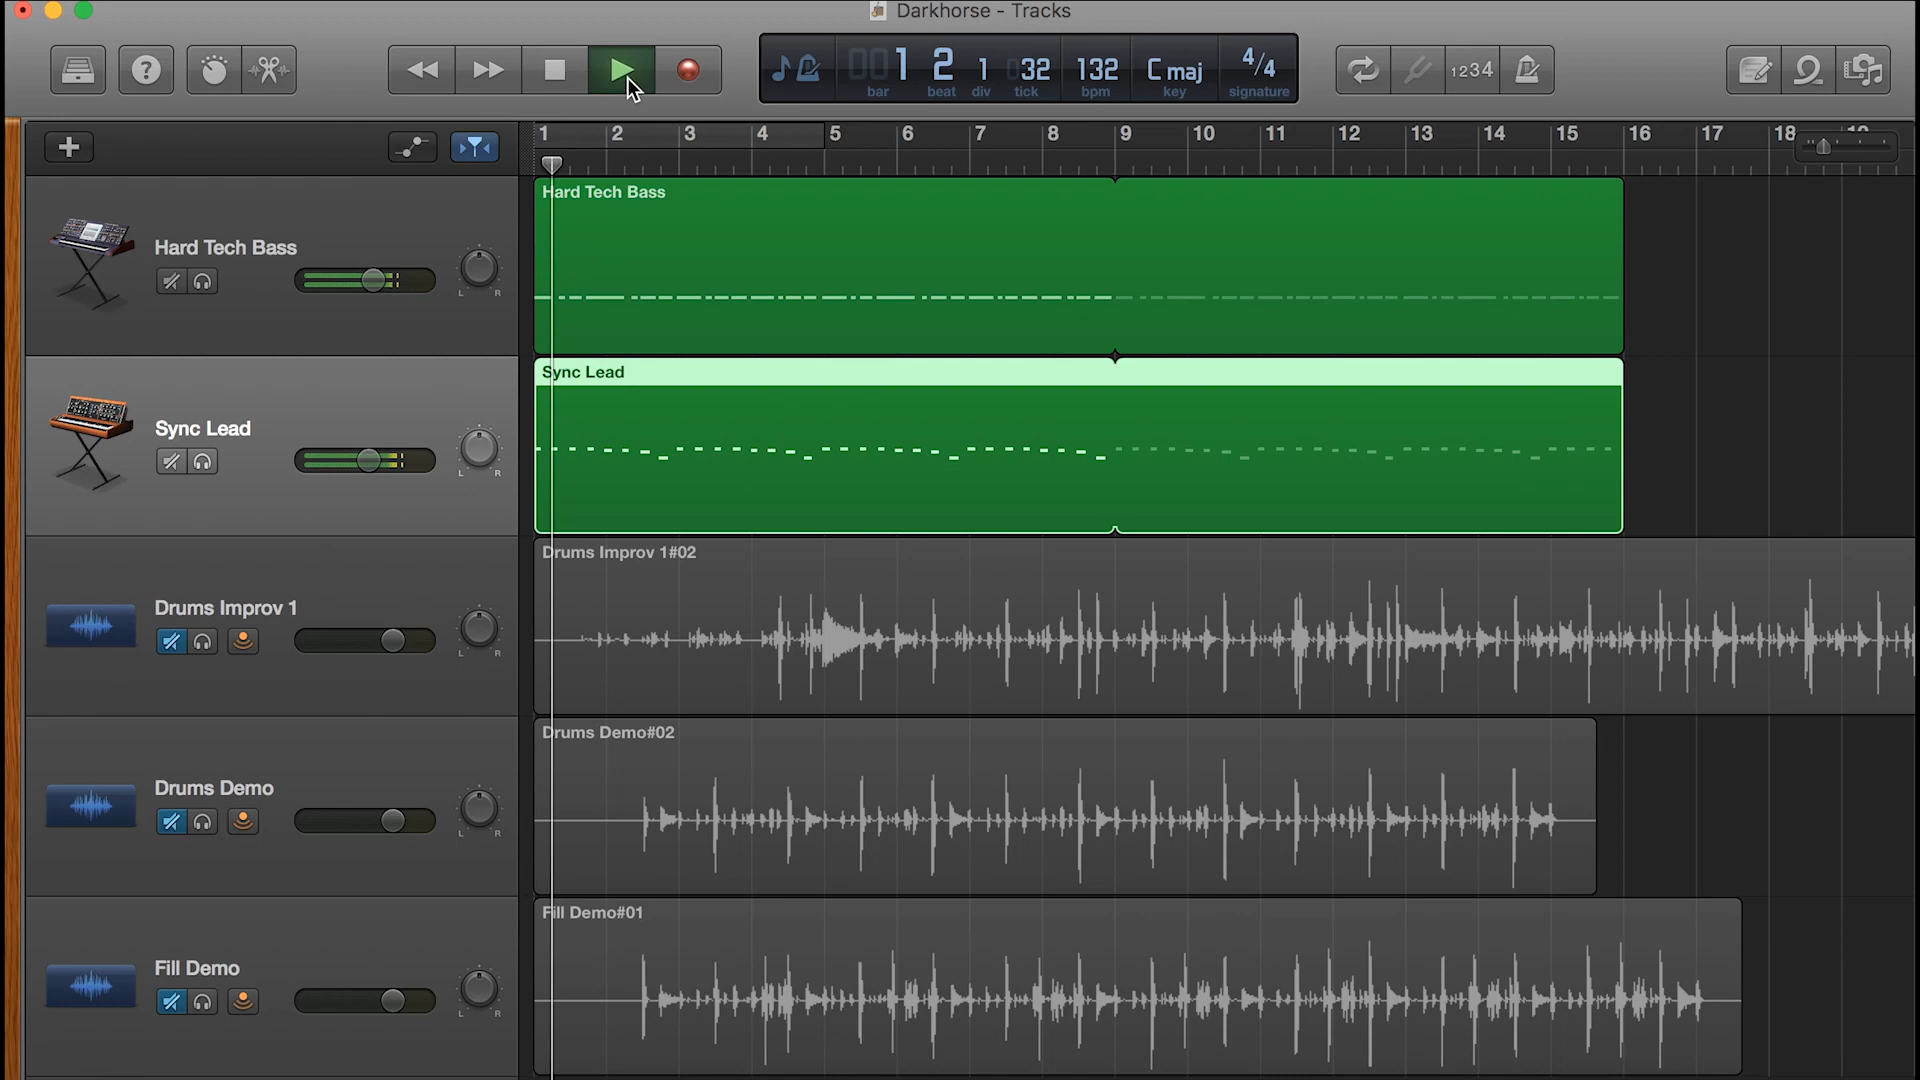 Darkhorse - Tracks
001 2 1 032 132 C maj 4/4
bar beat div tick bpm key signature
1234
1 2 3 4 5 6 7 8 9 10 11 12 13 14 15 16 17 18 19
Hard Tech Bass
Hard Tech Bass
L R
Sync Lead
Sync Lead
L R
Drums Improv 1#02
Drums Improv 1
L R
Drums Demo#02
Drums Demo
L R
Fill Demo#01
Fill Demo
L R